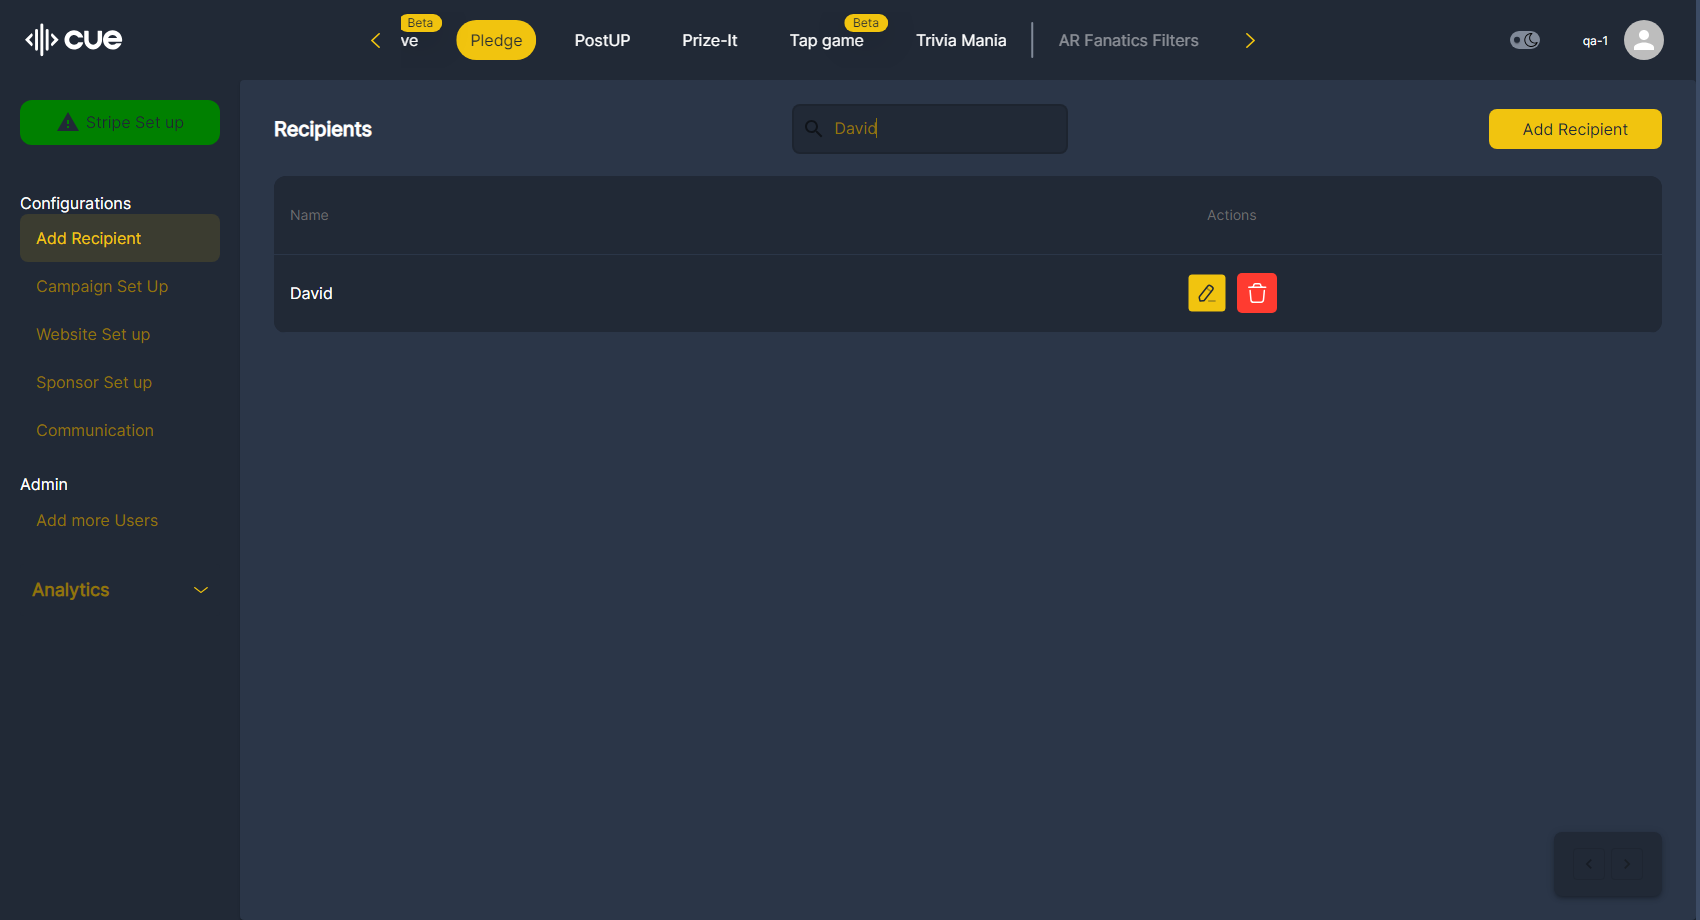 cue
Beta
ve
Pledge
PostUP
Prize-It
Beta
Tap game
Trivia Mania
AR Fanatics Filters
qa-1
Stripe Set up
Configurations
Add Recipient
Campaign Set Up
Website Set up
Sponsor Set up
Communication
Admin
Add more Users
Analytics
Recipients
David
Add Recipient
Name
Actions
David